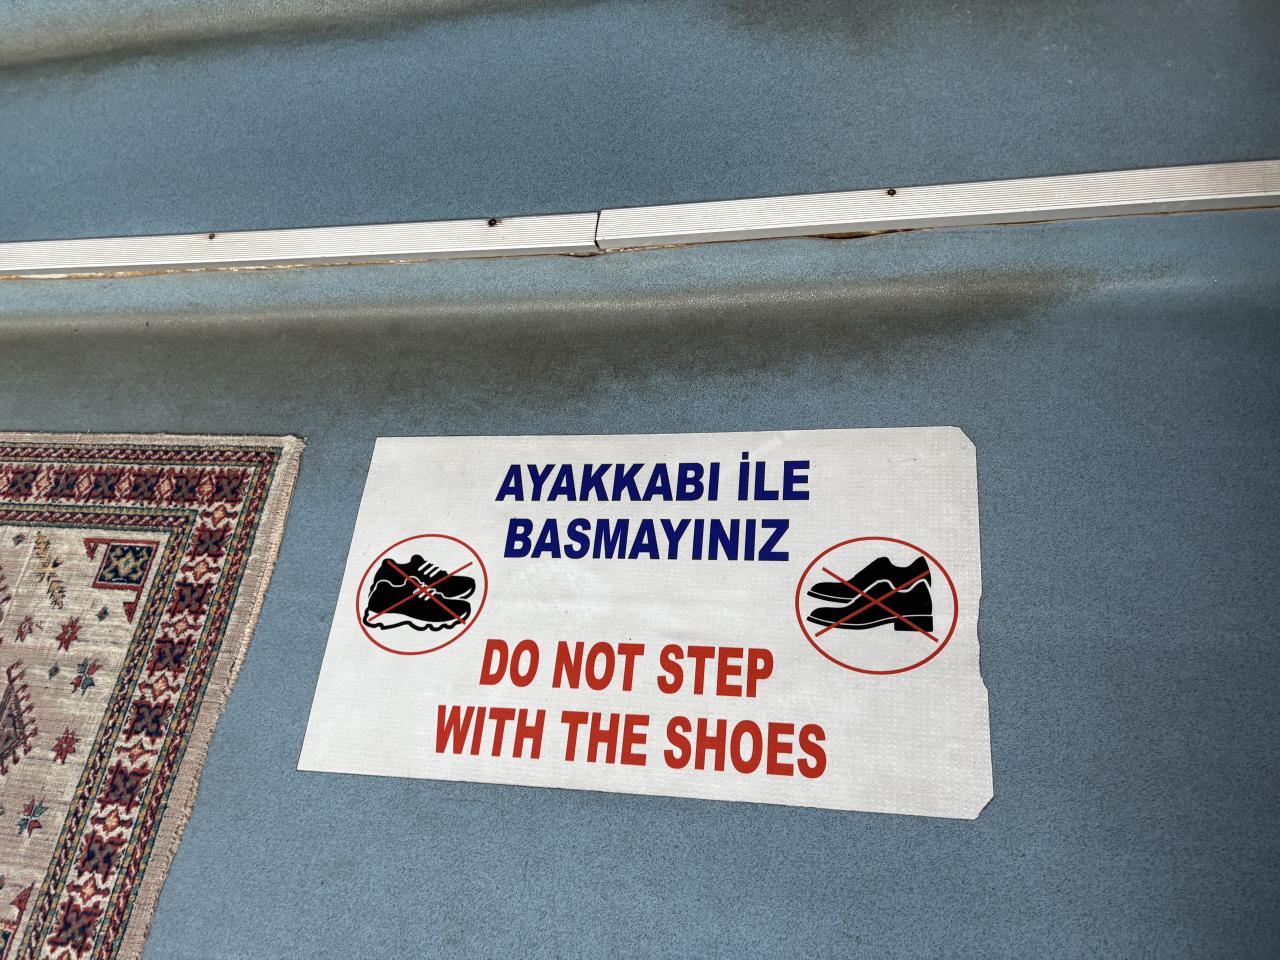 AYAKKABI İLE
BASMAYINIZ
DO NOT STEP
WITH THE SHOES